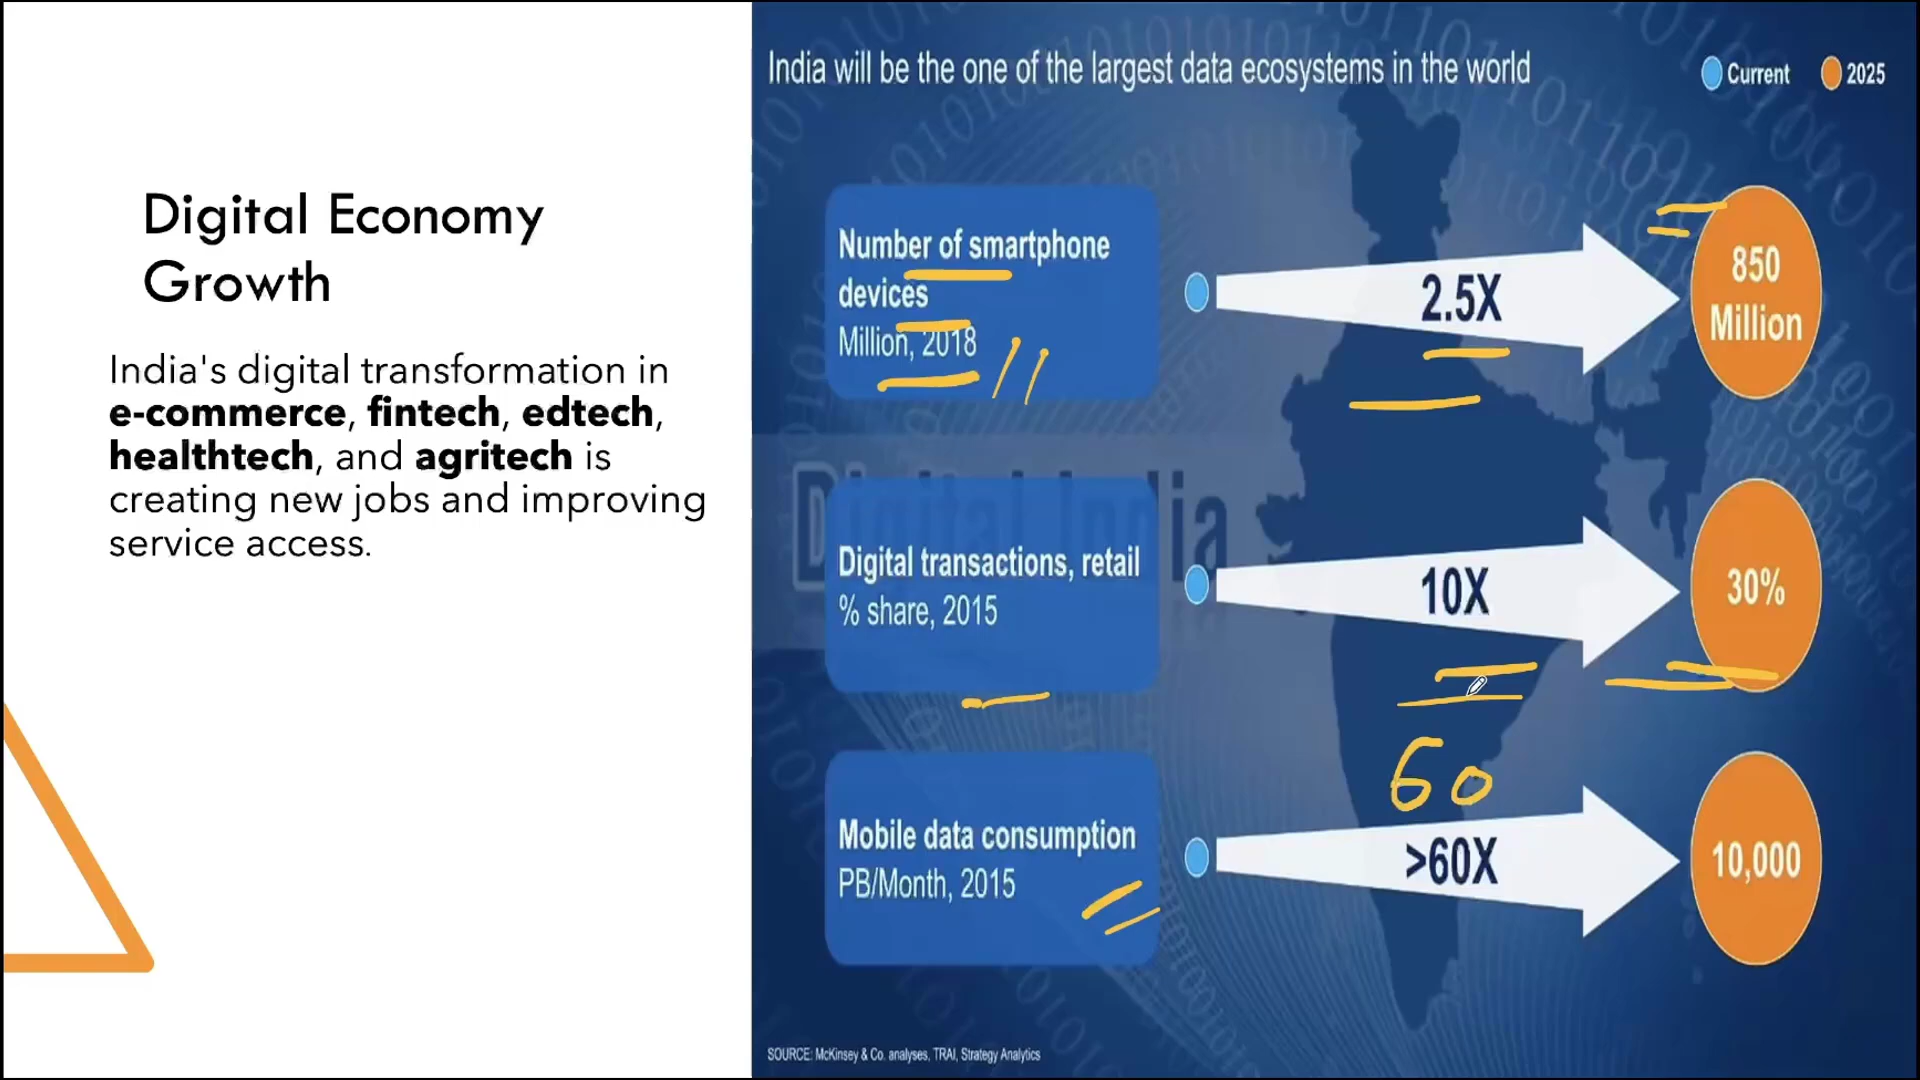 Digital Economy
Growth
India's digital transformation in
e-commerce, fintech, edtech,
healthtech, and agritech is
creating new jobs and improving
service access.
India will be the one of the largest data ecosystems in the world
Current
2025
Number of smartphone
devices
Million, 2018
2.5X
850
Million
Digital India
Digital transactions, retail
% share, 2015
10X
30%
60
Mobile data consumption
PB/Month, 2015
>60X
10,000
SOURCE: McKinsey & Co. analyses, TRAI, Strategy Analytics